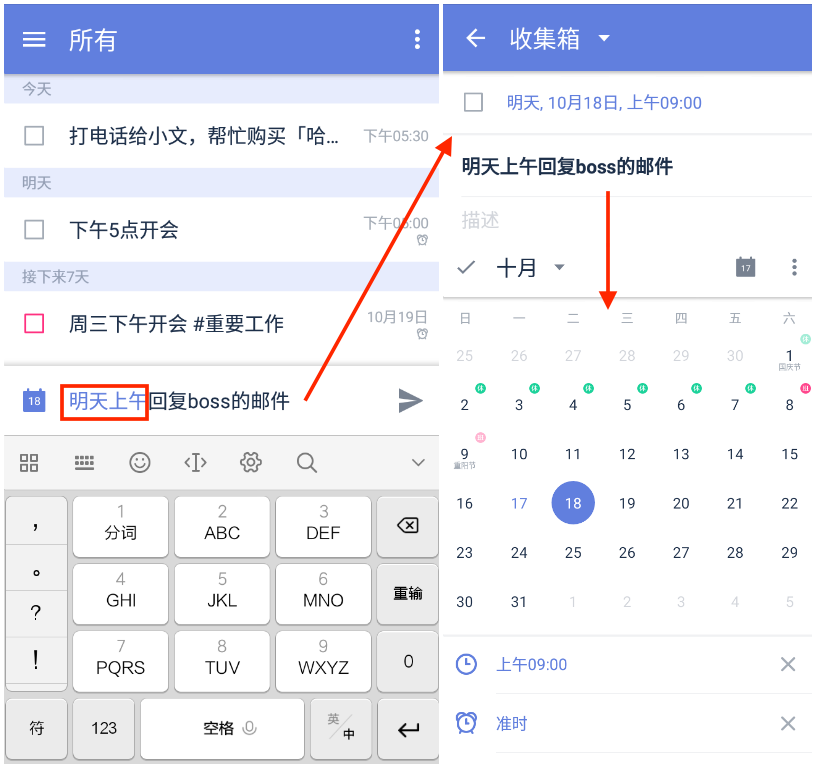 所有
今天
打电话给小文，帮忙购买「哈... 下午05:30
明天
下午5点开会 下午05:00
接下来7天
周三下午开会 #重要工作 10月19日
18 明天上午回复boss的邮件
， 1 分词 2 ABC 3 DEF
。 4 GHI 5 JKL 6 MNO 重输
?
! 7 PQRS 8 TUV 9 WXYZ 0
符 123 空格 英/中
收集箱
明天, 10月18日, 上午09:00
明天上午回复boss的邮件
描述
十月 17
日 一 二 三 四 五 六
25 26 27 28 29 30 1 休
国庆节
2 休 3 休 4 休 5 休 6 休 7 休 8 班
9 班 10 11 12 13 14 15
重阳节
16 17 18 19 20 21 22
23 24 25 26 27 28 29
30 31 1 2 3 4 5
上午09:00
准时